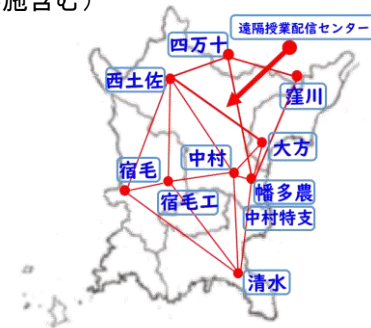 施含む）
遠隔授業配信センター
四万十
西土佐
窪川
大方
中村
宿毛
幡多農
宿毛工
中村特支
清水